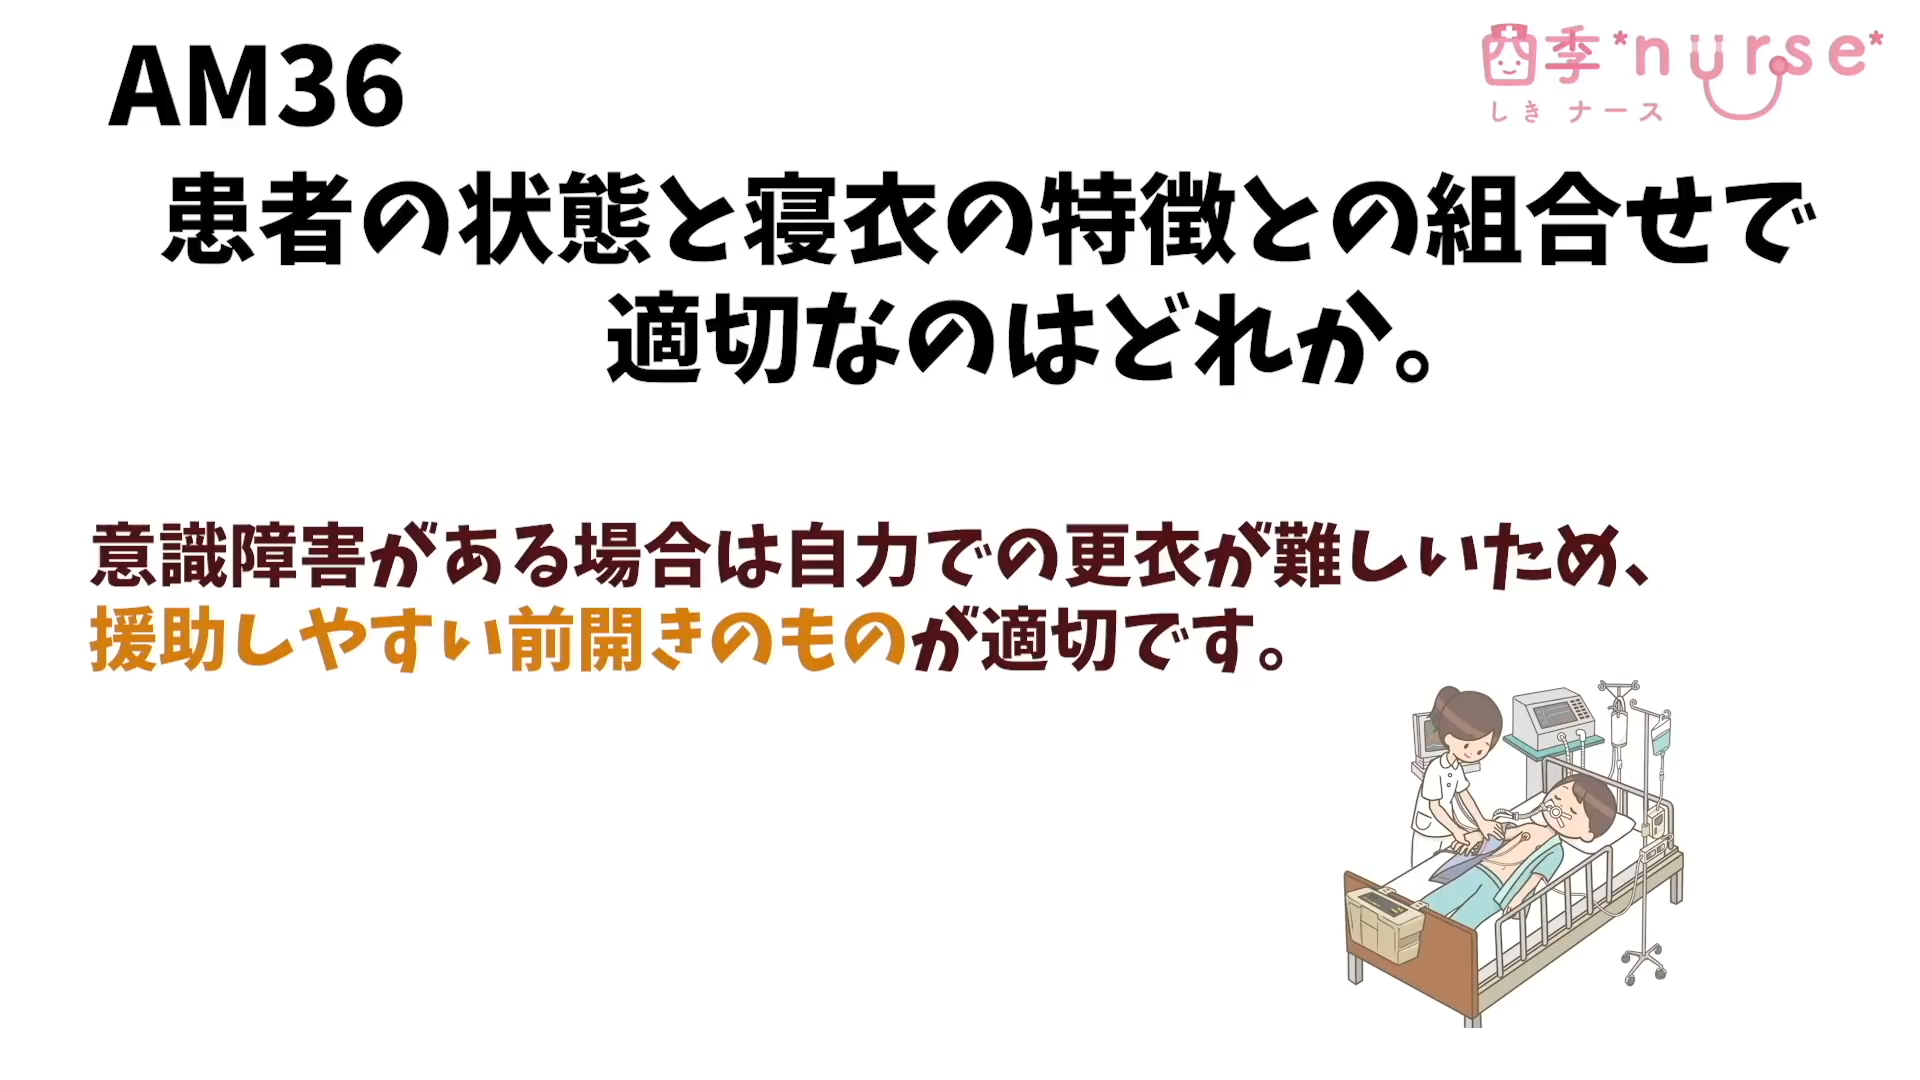 AM36
四季*nurse*
しきナース
患者の状態と寝衣の特徴との組合せで
適切なのはどれか。
意識障害がある場合は自力での更衣が難しいため、
援助しやすい前開きのものが適切です。